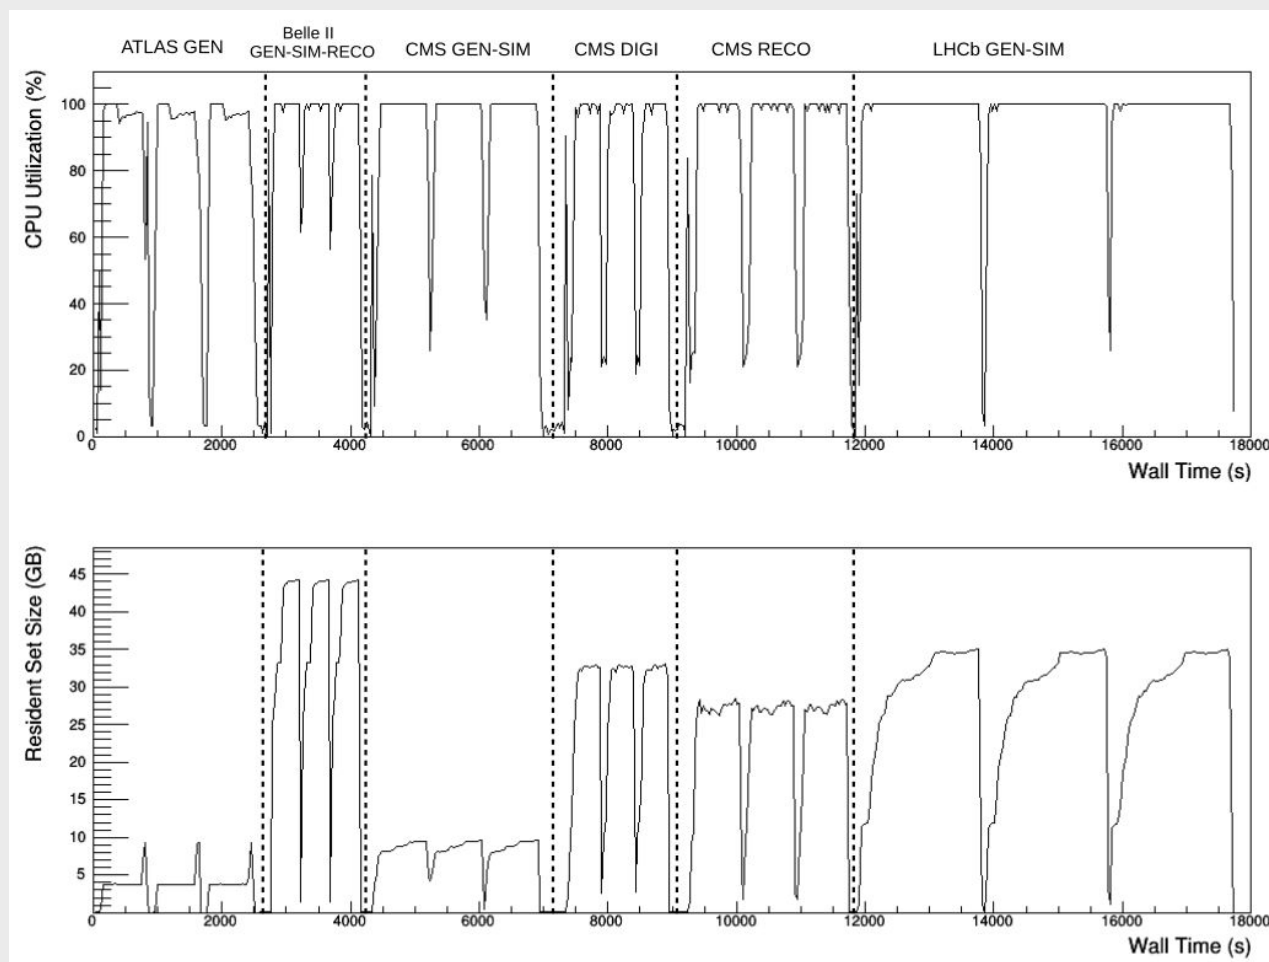 ATLAS GEN
Belle II
GEN-SIM-RECO
CMS GEN-SIM
CMS DIGI
CMS RECO
LHCb GEN-SIM
CPU Utilization (%)
100
80
60
40
20
0
0 2000 4000 6000 8000 10000 12000 14000 16000 18000
Wall Time (s)
Resident Set Size (GB)
45
40
35
30
25
20
15
10
5
0 2000 4000 6000 8000 10000 12000 14000 16000 18000
Wall Time (s)